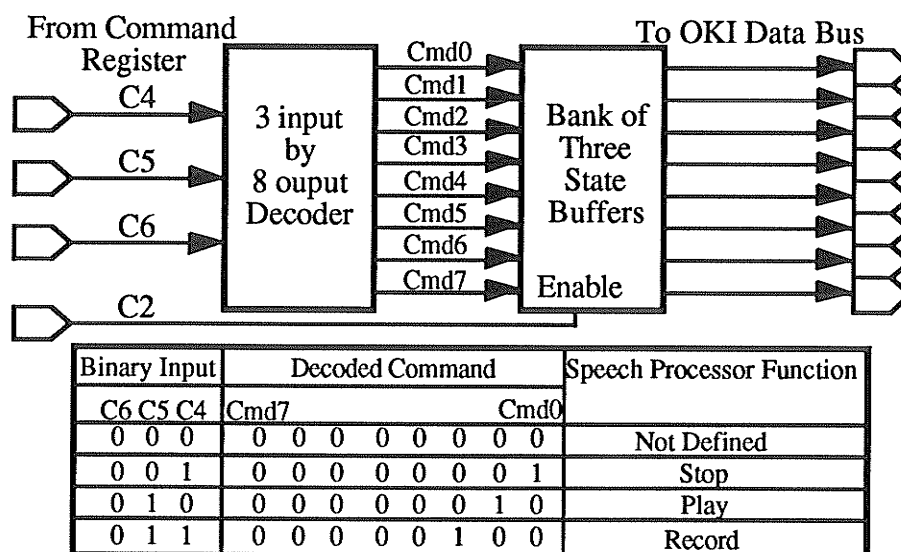 From Command
Register
To OKI Data Bus
C4
C5
C6
C2
3 input
by
8 ouput
Decoder
Cmd0
Cmd1
Cmd2
Cmd3
Cmd4
Cmd5
Cmd6
Cmd7
Bank of
Three
State
Buffers
Enable
Binary Input Decoded Command Speech Processor Function
C6 C5 C4 Cmd7 Cmd0
0 0 0 0 0 0 0 0 0 0 0 Not Defined
0 0 1 0 0 0 0 0 0 0 1 Stop
0 1 0 0 0 0 0 0 0 1 0 Play
0 1 1 0 0 0 0 0 1 0 0 Record